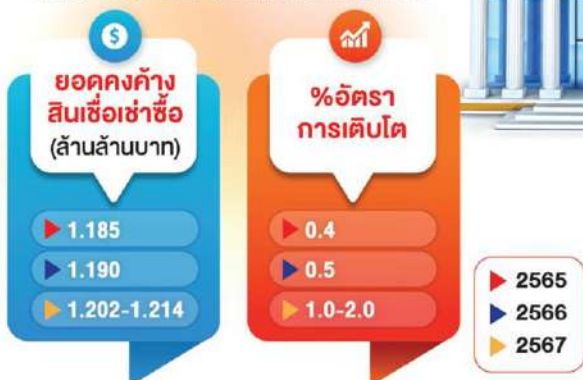 ยอดคงค้าง
สินเชื่อเช่าซื้อ
(ล้านล้านบาท)
1.185
1.190
1.202-1.214
%อัตรา
การเติบโต
0.4
0.5
1.0-2.0
2565
2566
2567